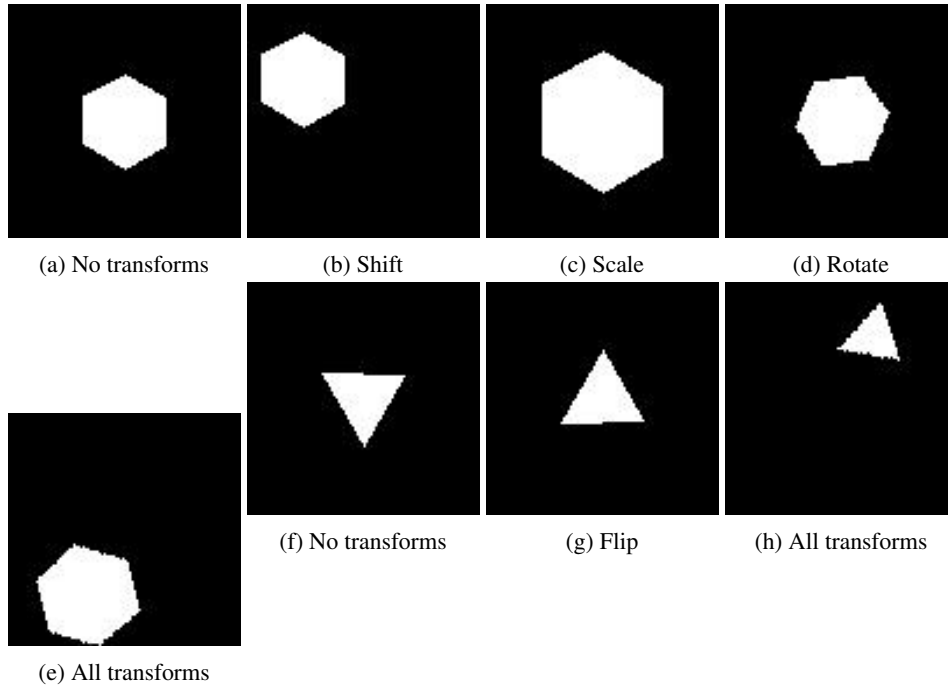 (a) No transforms
(b) Shift
(c) Scale
(d) Rotate
(e) All transforms
(f) No transforms
(g) Flip
(h) All transforms